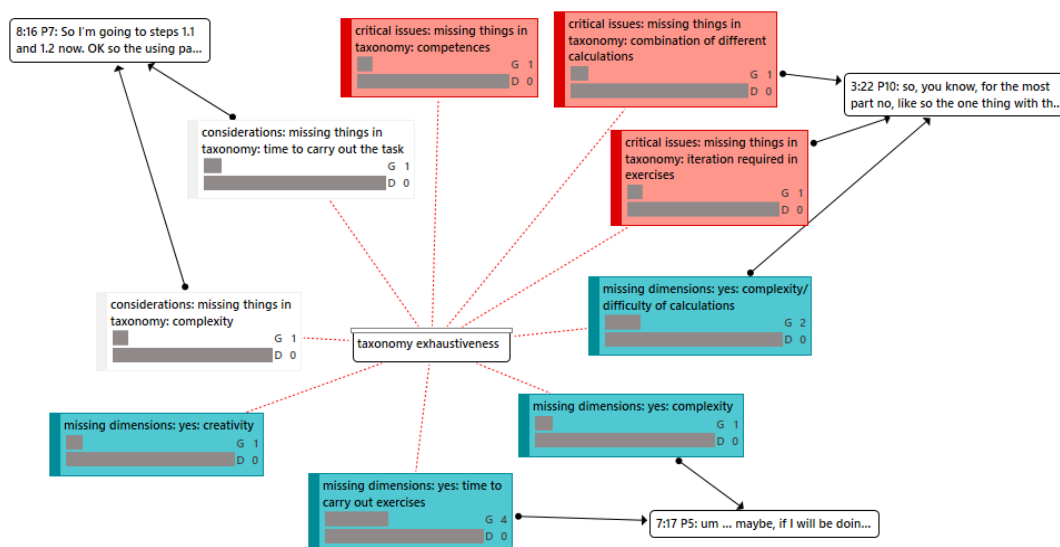 8:16 P7: So I'm going to steps 1.1
and 1.2 now. OK so the using pa...
critical issues: missing things in
taxonomy: competences
G 1
D 0
critical issues: missing things in
taxonomy: combination of different
calculations
G 1
D 0
3:22 P10: so, you know, for the most
part no, like so the one thing with th...
considerations: missing things in
taxonomy: time to carry out the task
G 1
D 0
critical issues: missing things in
taxonomy: iteration required in
exercises
G 1
D 0
missing dimensions: yes: complexity/
difficulty of calculations
G 2
D 0
considerations: missing things in
taxonomy: complexity
G 1
D 0
taxonomy exhaustiveness
missing dimensions: yes: creativity
G 1
D 0
missing dimensions: yes: complexity
G 1
D 0
missing dimensions: yes: time to
carry out exercises
G 4
D 0
7:17 P5: um ... maybe, if I will be doin...